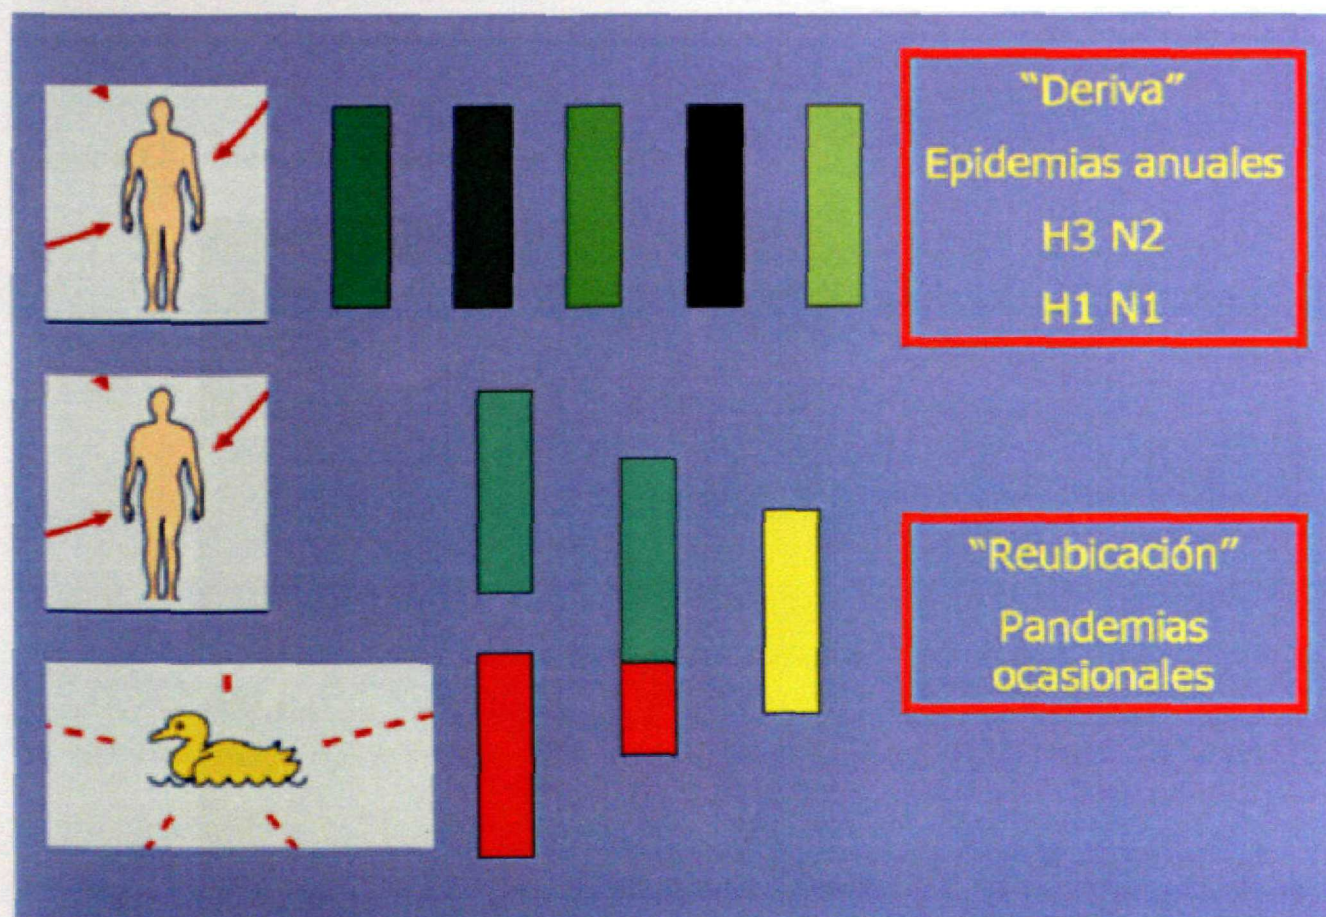 “Deriva”
Epidemias anuales
H3 N2
H1 N1
“Reubicación”
Pandemias
ocasionales